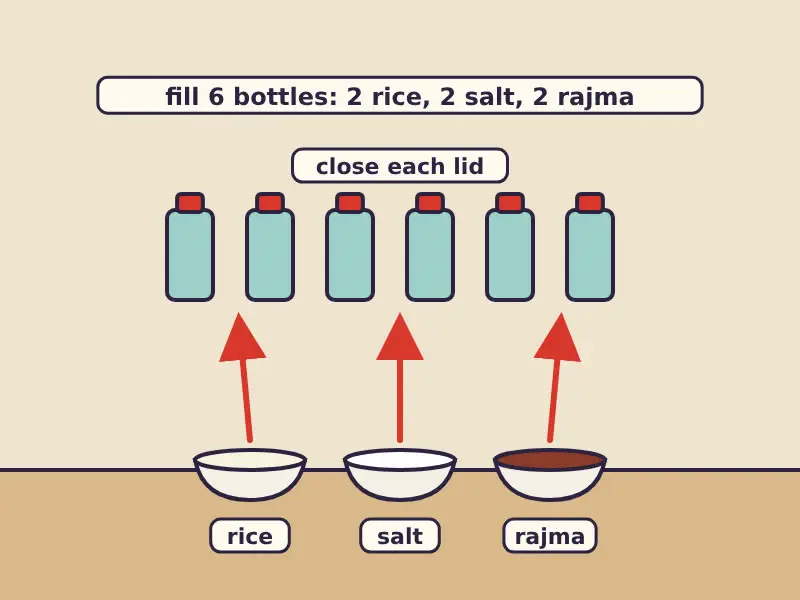 fill 6 bottles: 2 rice, 2 salt, 2 rajma
close each lid
rice
salt
rajma